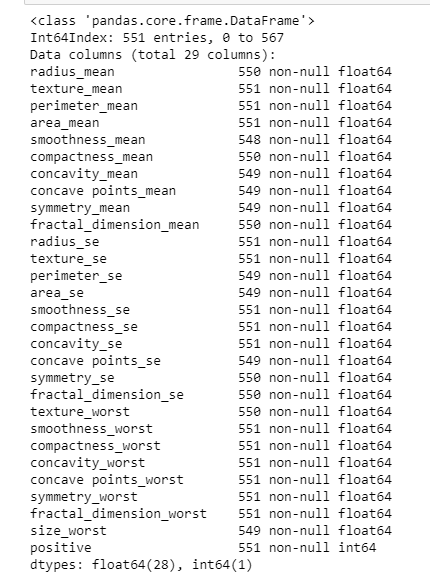 <class 'pandas.core.frame.DataFrame'>
Int64Index: 551 entries, 0 to 567
Data columns (total 29 columns):
radius_mean 550 non-null float64
texture_mean 551 non-null float64
perimeter_mean 551 non-null float64
area_mean 551 non-null float64
smoothness_mean 548 non-null float64
compactness_mean 550 non-null float64
concavity_mean 549 non-null float64
concave points_mean 549 non-null float64
symmetry_mean 549 non-null float64
fractal_dimension_mean 550 non-null float64
radius_se 551 non-null float64
texture_se 551 non-null float64
perimeter_se 549 non-null float64
area_se 549 non-null float64
smoothness_se 551 non-null float64
compactness_se 551 non-null float64
concavity_se 551 non-null float64
concave points_se 549 non-null float64
symmetry_se 550 non-null float64
fractal_dimension_se 550 non-null float64
texture_worst 550 non-null float64
smoothness_worst 551 non-null float64
compactness_worst 551 non-null float64
concavity_worst 551 non-null float64
concave points_worst 551 non-null float64
symmetry_worst 551 non-null float64
fractal_dimension_worst 551 non-null float64
size_worst 549 non-null float64
positive 551 non-null int64
dtypes: float64(28), int64(1)